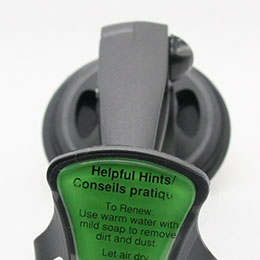 Helpful Hints/
Conseils pratiqu
To Renew:
Use warm water with
mild soap to remove
dirt and dust.
Let air dry